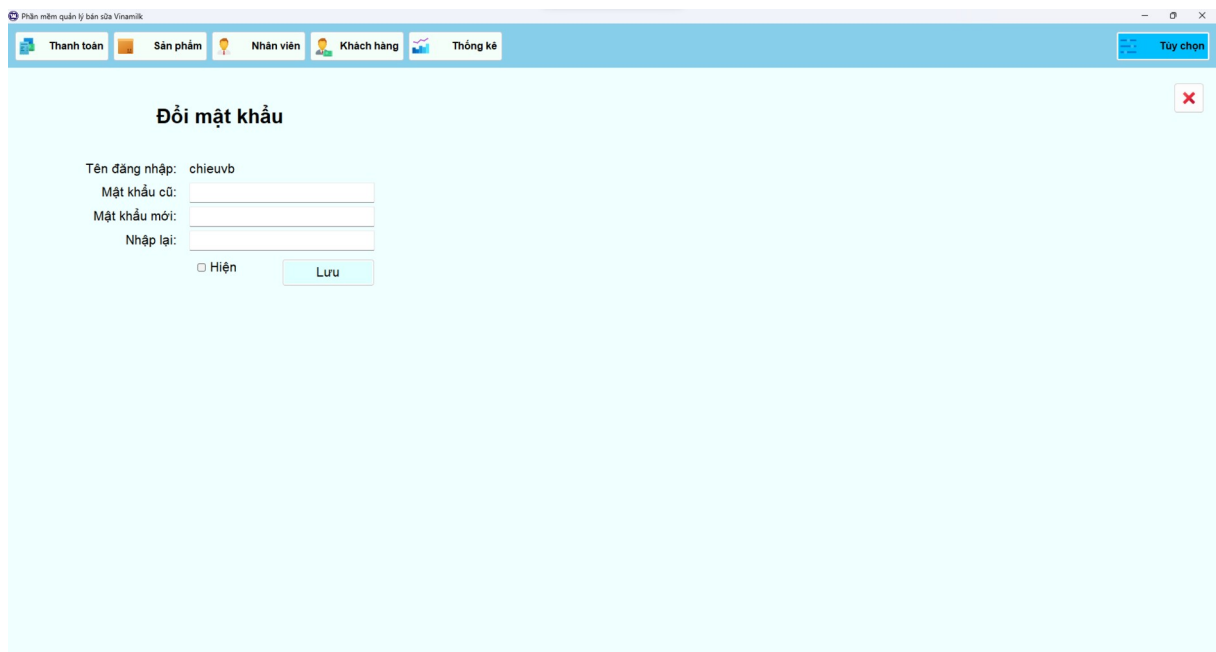 Phần mềm quản lý bán sữa Vinamilk
Thanh toán Sản phẩm Nhân viên Khách hàng Thống kê Tùy chọn
Đổi mật khẩu
Tên đăng nhập: chieuvb
Mật khẩu cũ:
Mật khẩu mới:
Nhập lại:
Hiện Lưu